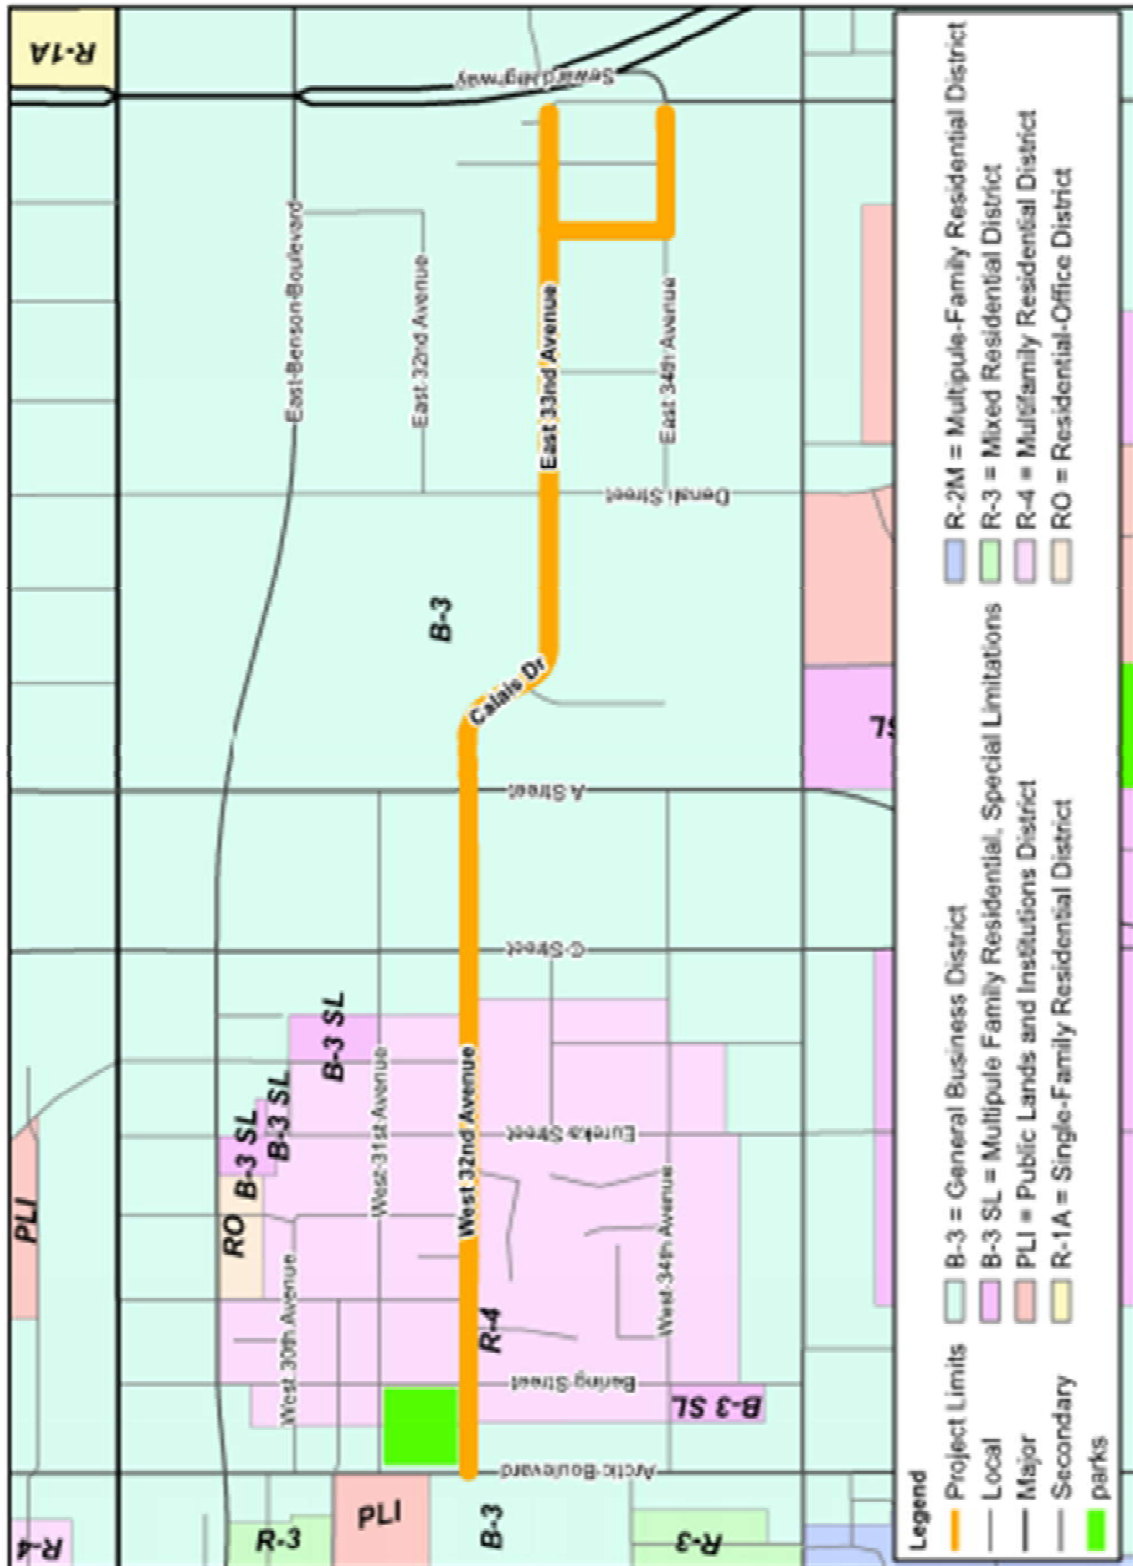 R-1A
Seward Highway
East Benson Boulevard
East 32nd Avenue
East 33nd Avenue
East 34th Avenue
Denali Street
B-3
Calais Dr
A Street
C Street
SL
B-3 SL
B-3 SL
B-3 SL
West 31st Avenue
West 32nd Avenue
Eureka Street
PLI
RO
West 30th Avenue
West 34th Avenue
R-4
Bering Street
B-3 SL
Arctic Boulevard
R-4
R-3
PLI
B-3
R-3
Legend
Project Limits
Local
Major
Secondary
parks
B-3 = General Business District
B-3 SL = Multipule Family Residential, Special Limitations
PLI = Public Lands and Institutions District
R-1A = Single-Family Residential District
R-2M = Multipule-Family Residential District
R-3 = Mixed Residential District
R-4 = Multifamily Residential District
RO = Residential-Office District